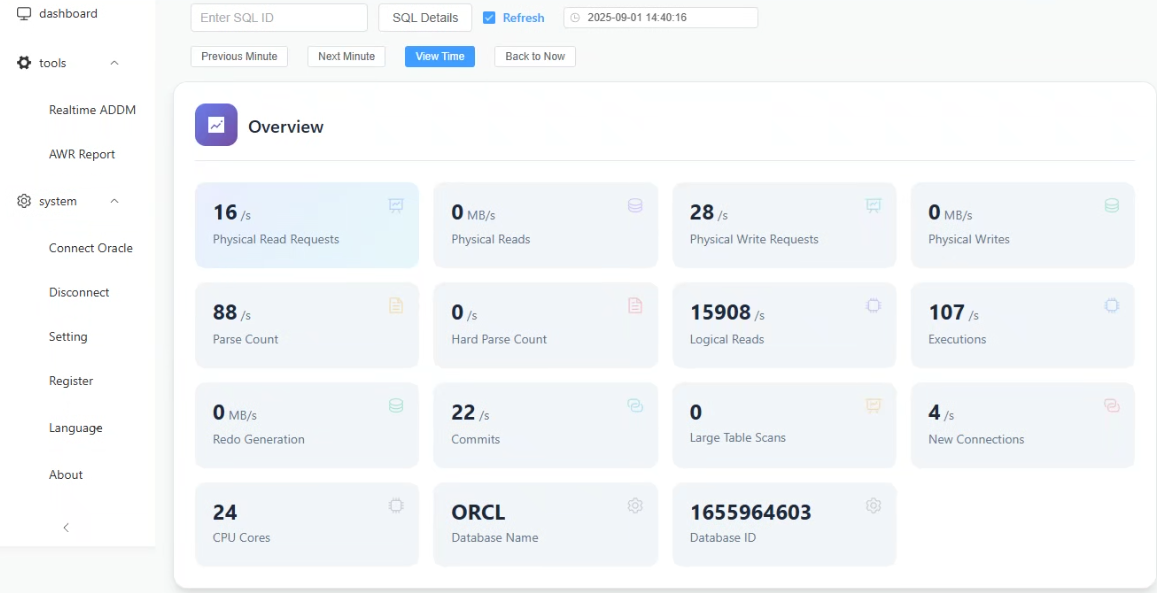 dashboard
tools
Realtime ADDM
AWR Report
system
Connect Oracle
Disconnect
Setting
Register
Language
About
Enter SQL ID
SQL Details
Refresh
2025-09-01 14:40:16
Previous Minute
Next Minute
View Time
Back to Now
Overview
16 /s
Physical Read Requests
0 MB/s
Physical Reads
28 /s
Physical Write Requests
0 MB/s
Physical Writes
88 /s
Parse Count
0 /s
Hard Parse Count
15908 /s
Logical Reads
107 /s
Executions
0 MB/s
Redo Generation
22 /s
Commits
0
Large Table Scans
4 /s
New Connections
24
CPU Cores
ORCL
Database Name
1655964603
Database ID